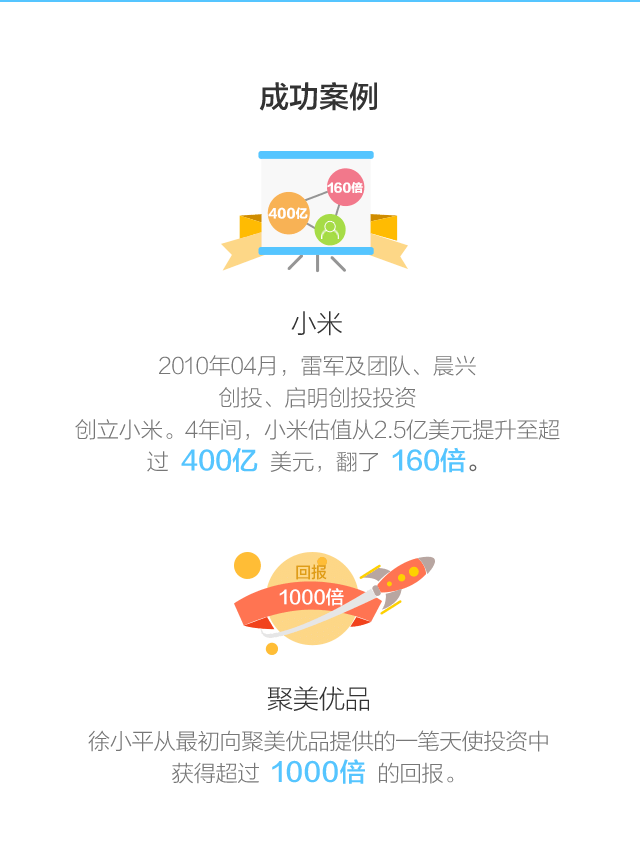 成功案例
160倍
400亿
小米
2010年04月，雷军及团队、晨兴
创投、启明创投投资
创立小米。4年间，小米估值从2.5亿美元提升至超
过 400亿 美元，翻了 160倍。
回报
1000倍
聚美优品
徐小平从最初向聚美优品提供的一笔天使投资中
获得超过 1000倍 的回报。